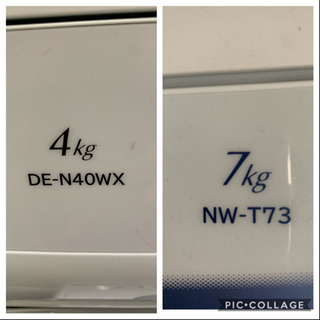 4kg
DE-N40WX
7kg
NW-T73
PIC•COLLAGE